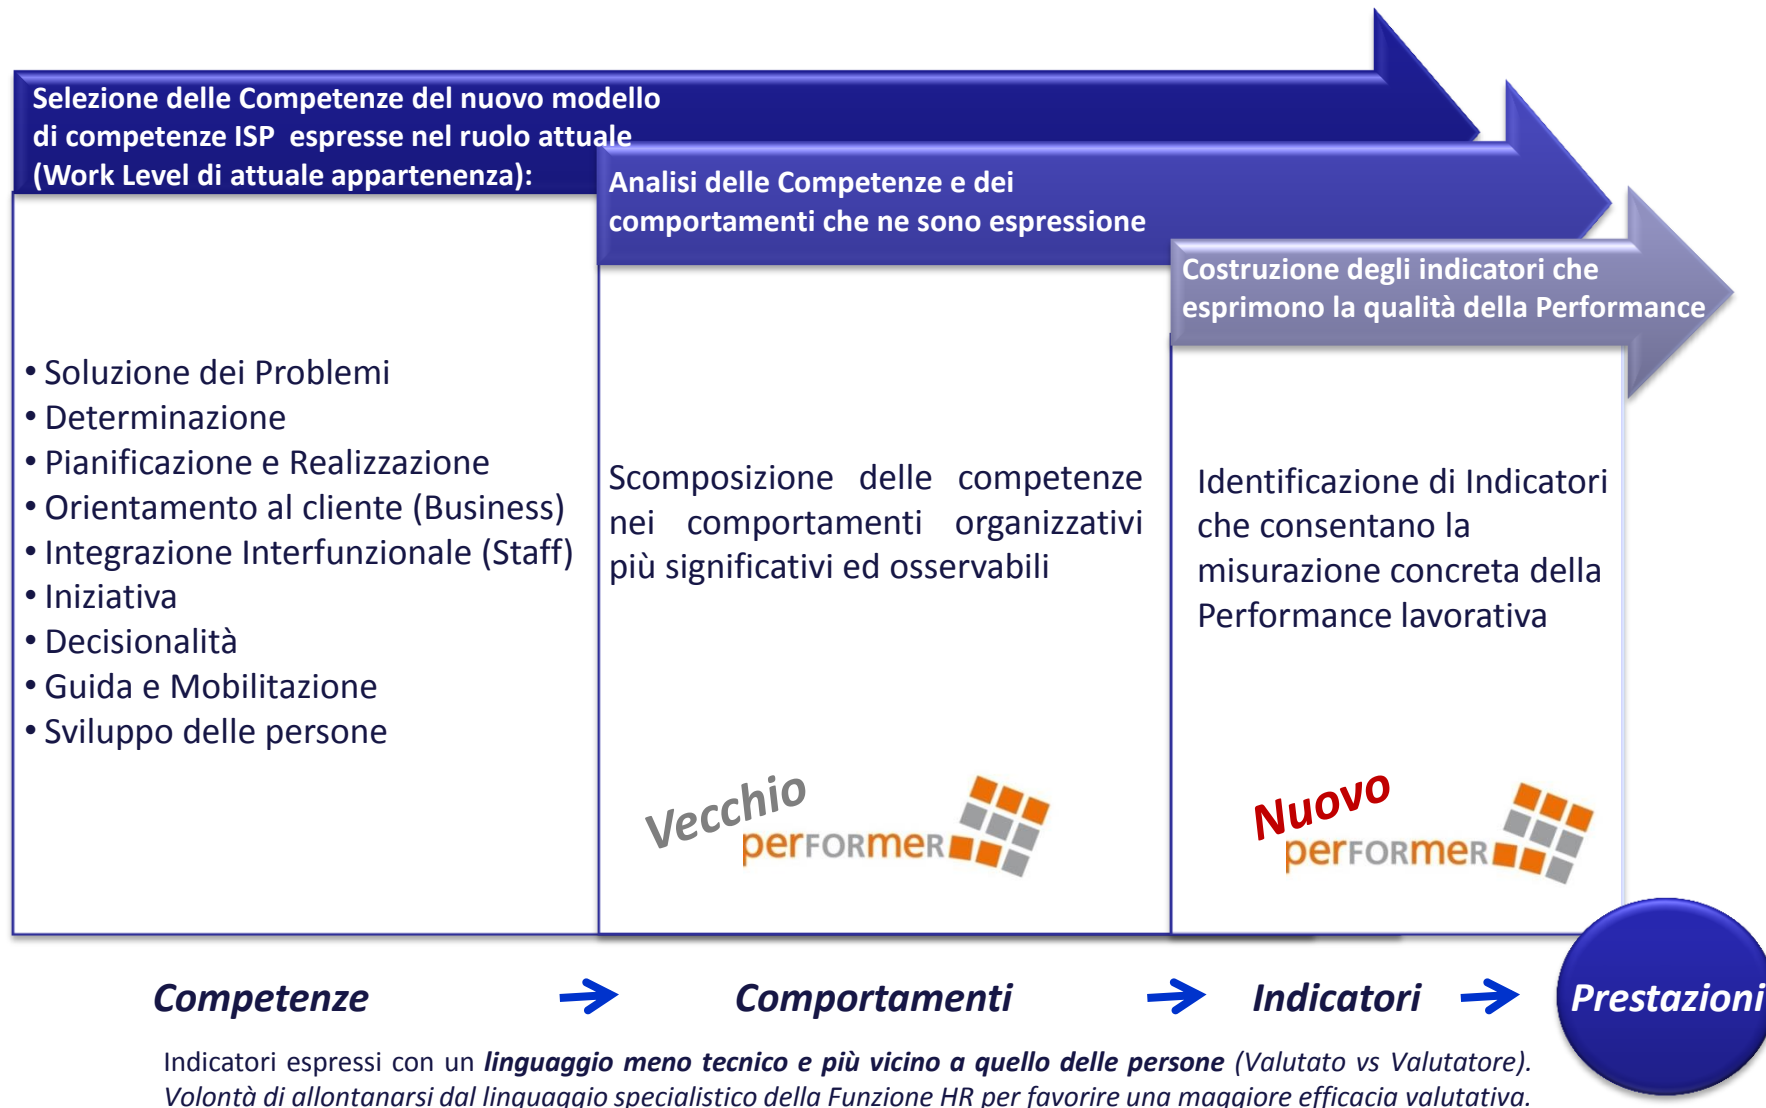 Selezione delle Competenze del nuovo modello
di competenze ISP espresse nel ruolo attuale
(Work Level di attuale appartenenza):
• Soluzione dei Problemi
• Determinazione
• Pianificazione e Realizzazione
• Orientamento al cliente (Business)
• Integrazione Interfunzionale (Staff)
• Iniziativa
• Decisionalità
• Guida e Mobilitazione
• Sviluppo delle persone
Analisi delle Competenze e dei
comportamenti che ne sono espressione
Scomposizione delle competenze
nei comportamenti organizzativi
più significativi ed osservabili
Vecchio
perFORmeR
Costruzione degli indicatori che
esprimono la qualità della Performance
Identificazione di Indicatori
che consentano la
misurazione concreta della
Performance lavorativa
Nuovo
perFORmeR
Competenze
Comportamenti
Indicatori
Prestazioni
Indicatori espressi con un linguaggio meno tecnico e più vicino a quello delle persone (Valutato vs Valutatore).
Volontà di allontanarsi dal linguaggio specialistico della Funzione HR per favorire una maggiore efficacia valutativa.